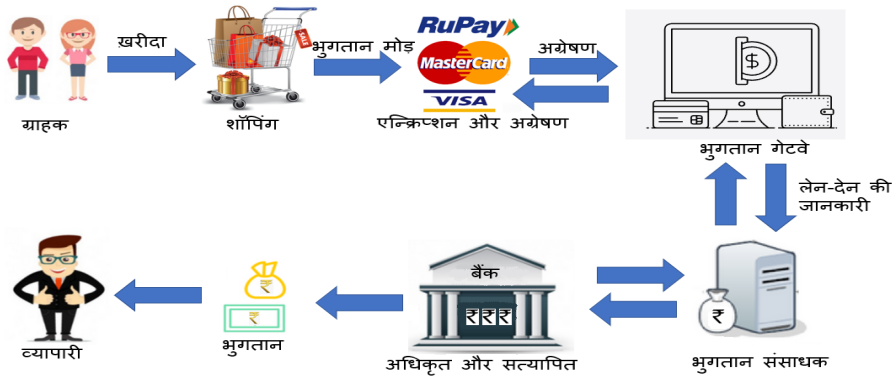 ख़रीदा
ग्राहक
SALE
शॉपिंग
भुगतान मोड़
RuPay
MasterCard
VISA
एन्क्रिप्शन और अग्रेषण
अग्रेषण
$
भुगतान गेटवे
लेन-देन की
जानकारी
₹
भुगतान संसाधक
बैंक
₹₹₹
अधिकृत और सत्यापित
₹
₹
भुगतान
व्यापारी